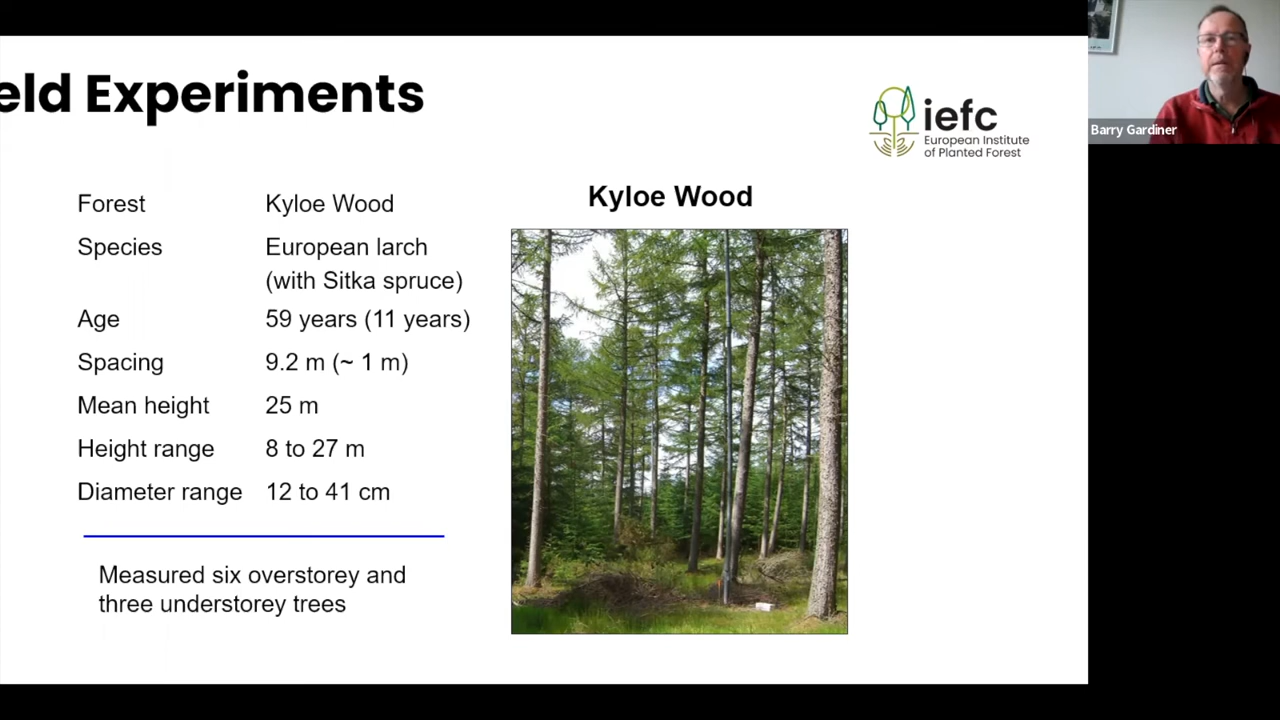 eld Experiments
iefc
European Institute
of Planted Forest
Barry Gardiner
Forest Kyloe Wood
Species European larch
(with Sitka spruce)
Age 59 years (11 years)
Spacing 9.2 m (~ 1 m)
Mean height 25 m
Height range 8 to 27 m
Diameter range 12 to 41 cm
Measured six overstorey and
three understorey trees
Kyloe Wood